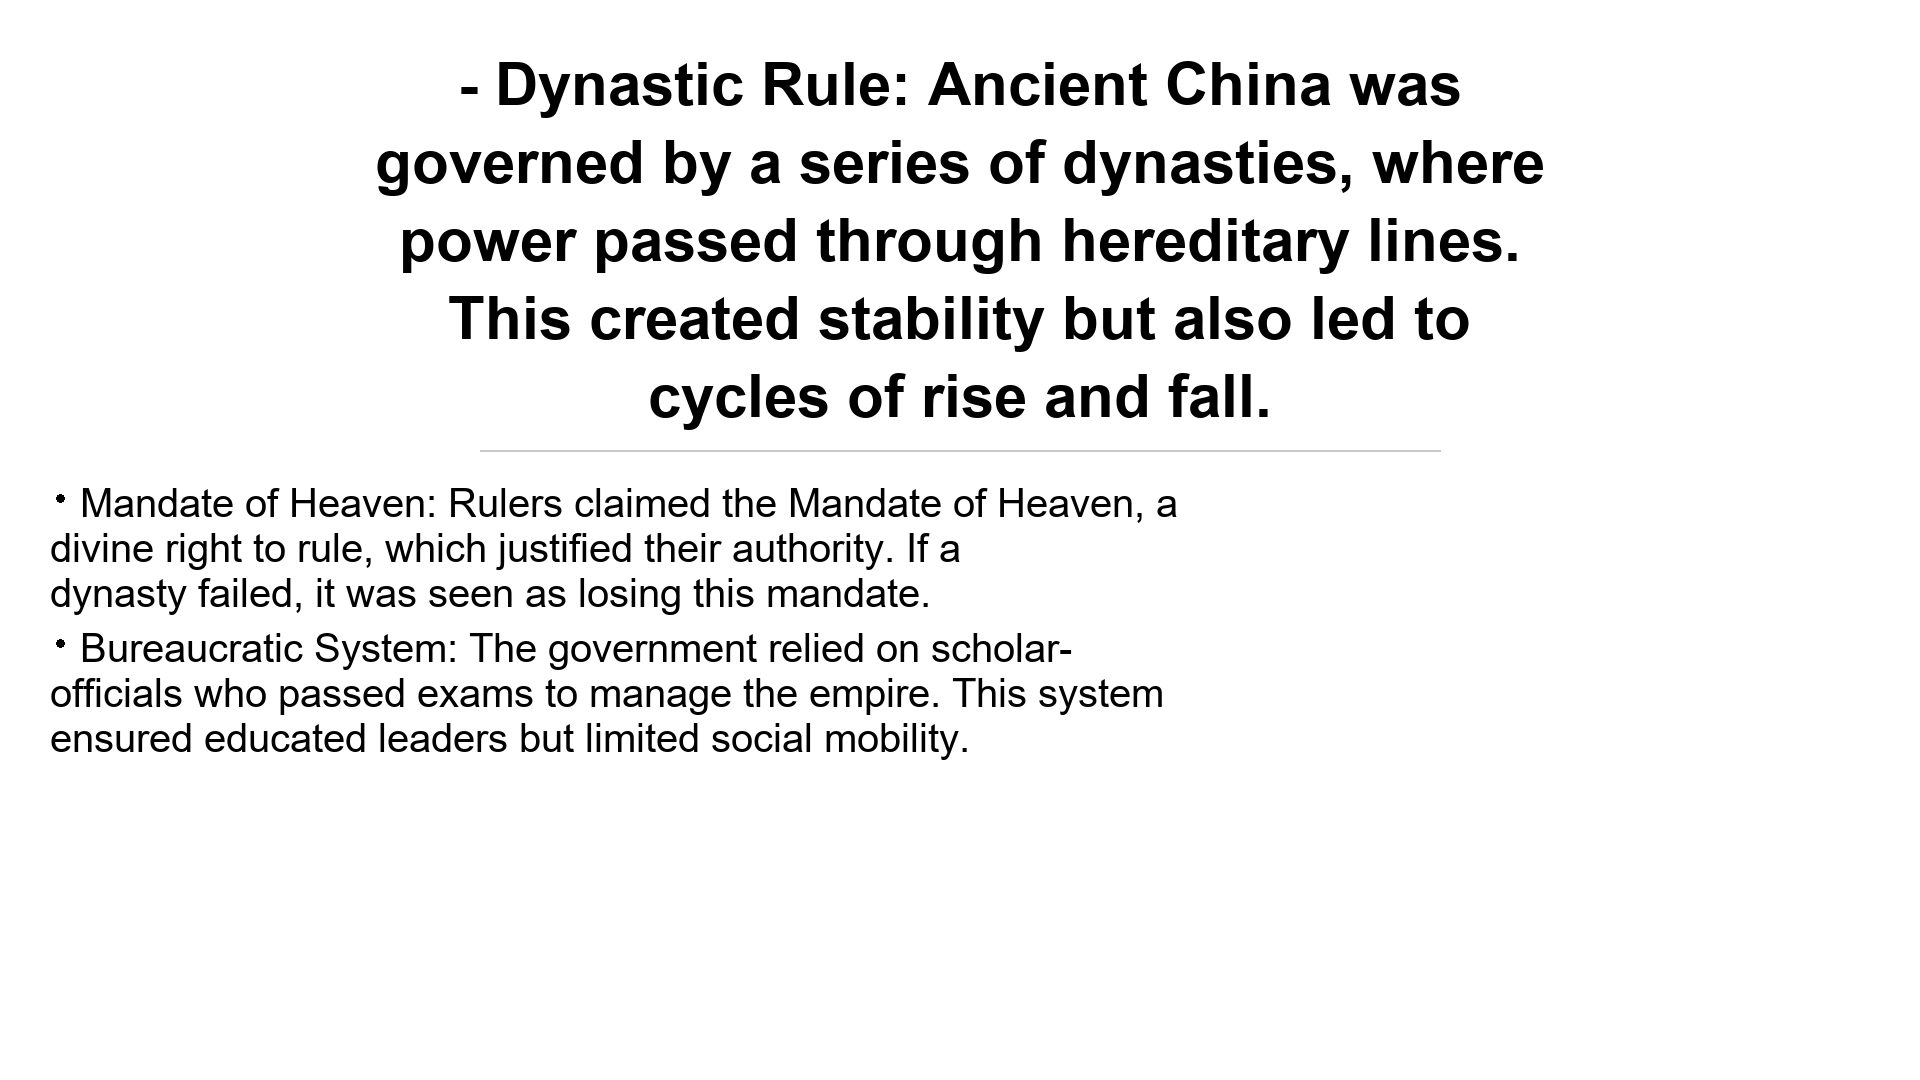 - Dynastic Rule: Ancient China was
governed by a series of dynasties, where
power passed through hereditary lines.
This created stability but also led to
cycles of rise and fall.
• Mandate of Heaven: Rulers claimed the Mandate of Heaven, a
divine right to rule, which justified their authority. If a
dynasty failed, it was seen as losing this mandate.
• Bureaucratic System: The government relied on scholar-
officials who passed exams to manage the empire. This system
ensured educated leaders but limited social mobility.